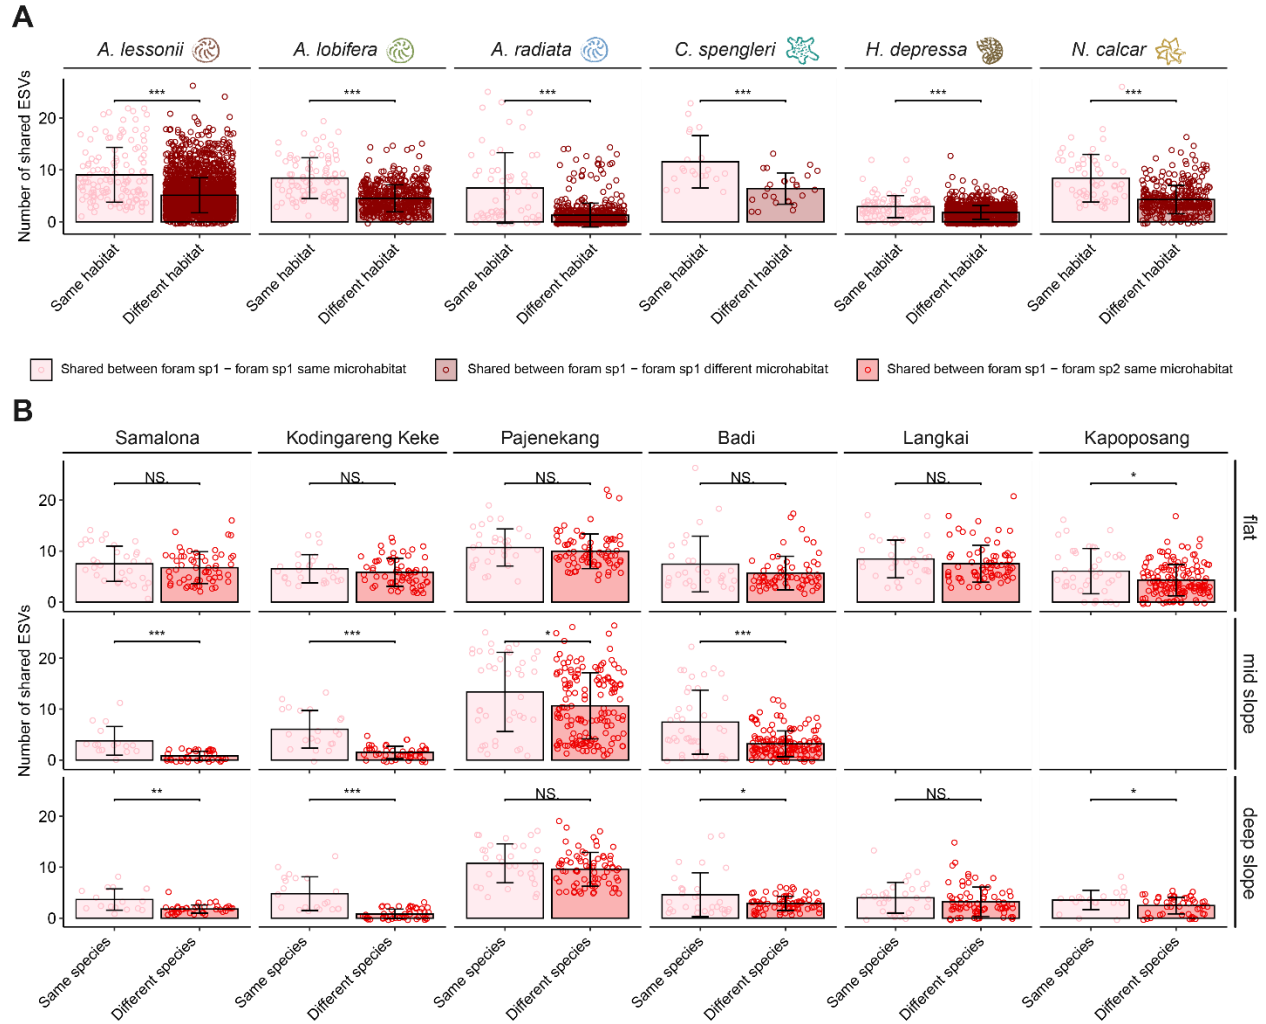 A
A. lessonii A. lobifera A. radiata C. spengleri H. depressa N. calcar
Number of shared ESVs
*** *** *** *** *** ***
20
10
0
Same habitat Different habitat Same habitat Different habitat Same habitat Different habitat Same habitat Different habitat Same habitat Different habitat Same habitat Different habitat
Shared between foram sp1 − foram sp1 same microhabitat Shared between foram sp1 − foram sp1 different microhabitat Shared between foram sp1 − foram sp2 same microhabitat
B
Samalona Kodingareng Keke Pajenekang Badi Langkai Kapoposang
Number of shared ESVs
NS. NS. NS. NS. NS. *
20
10
0
flat
*** *** * ***
20
10
0
mid slope
** *** NS. * NS. *
20
10
0
deep slope
Same species Different species Same species Different species Same species Different species Same species Different species Same species Different species Same species Different species